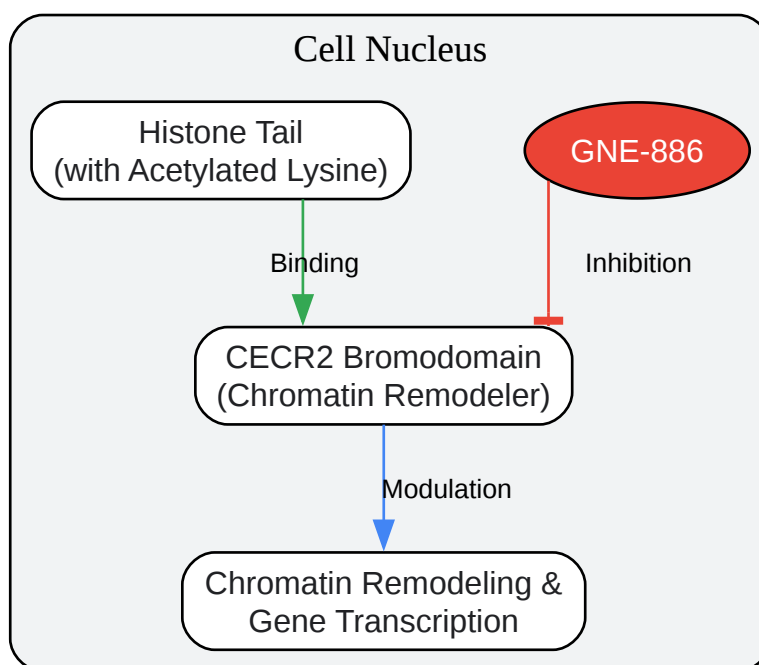 Cell Nucleus
Histone Tail
(with Acetylated Lysine)
GNE-886
Binding
Inhibition
CECR2 Bromodomain
(Chromatin Remodeler)
Modulation
Chromatin Remodeling &
Gene Transcription